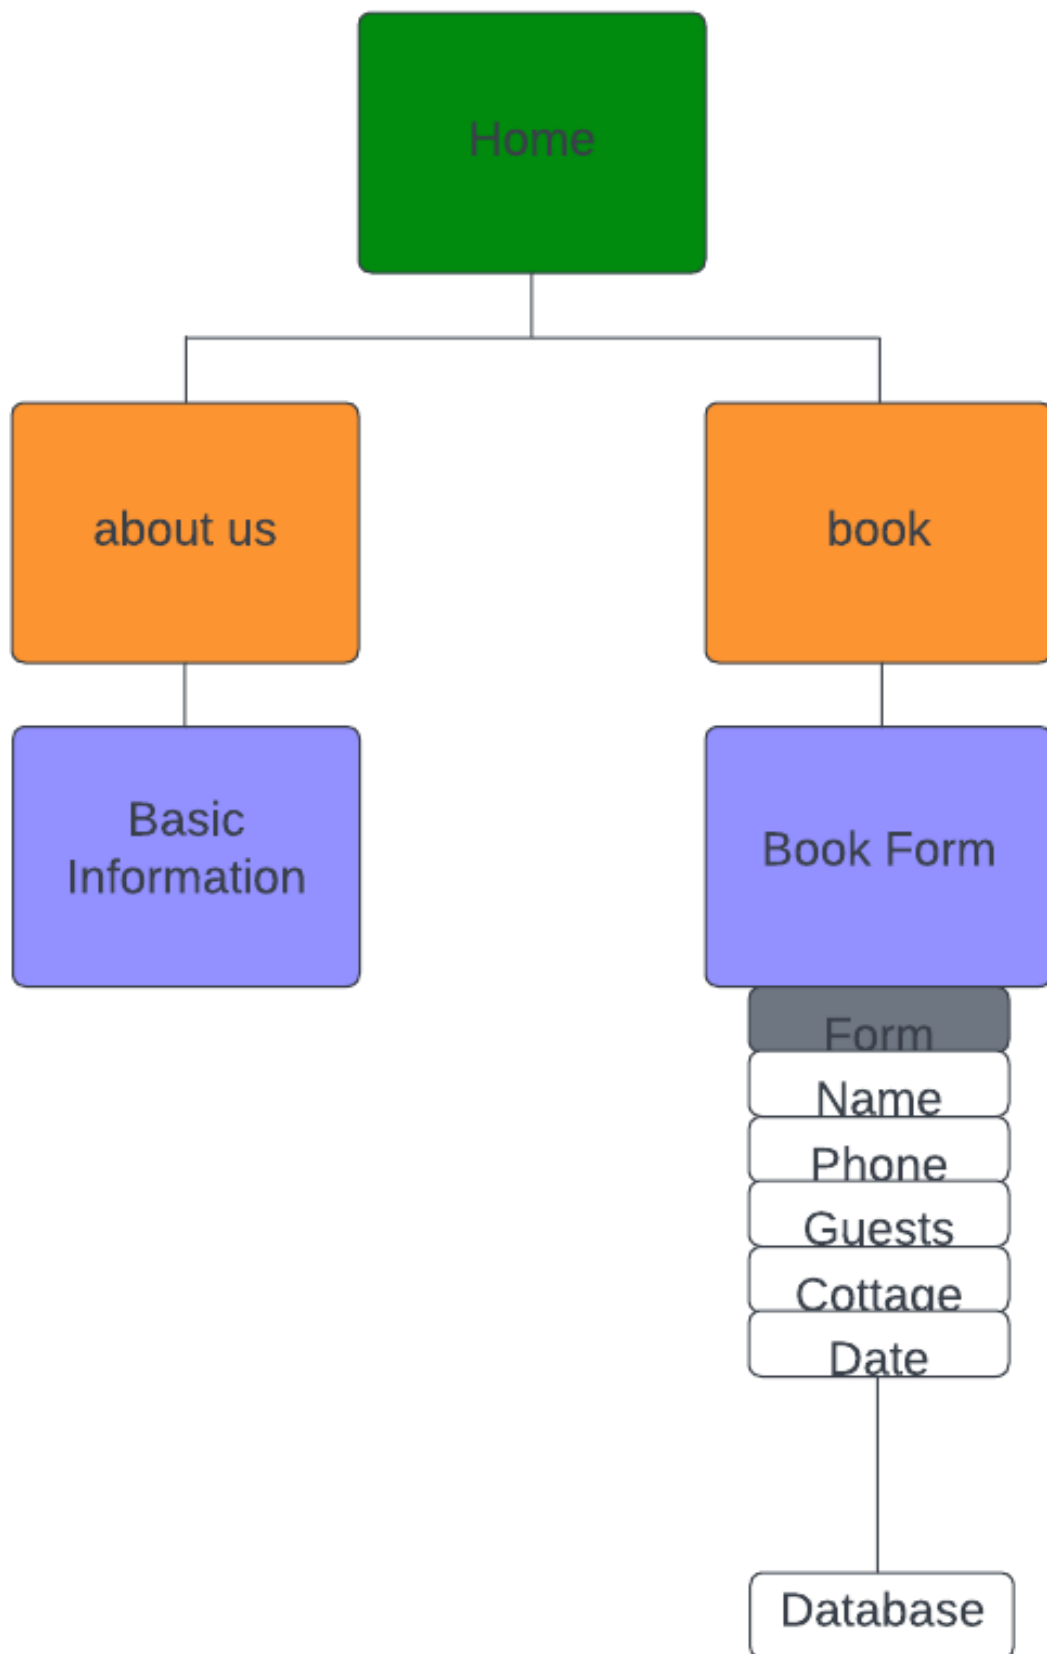 Home
about us
book
Basic
Information
Book Form
Form
Name
Phone
Guests
Cottage
Date
Database